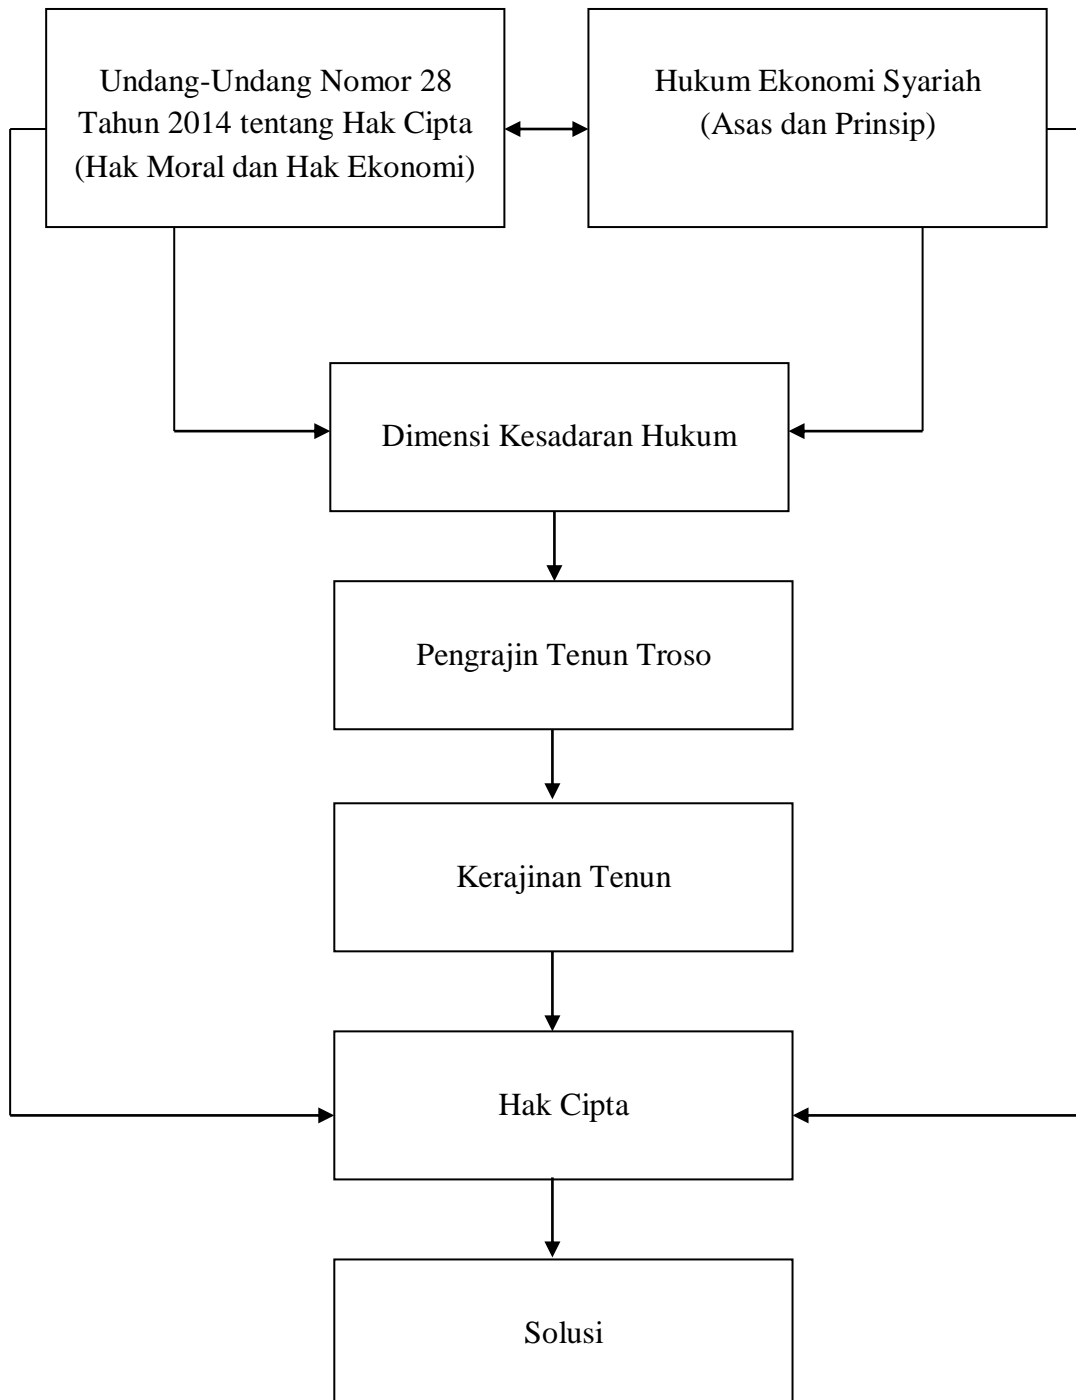 Undang-Undang Nomor 28
Tahun 2014 tentang Hak Cipta
(Hak Moral dan Hak Ekonomi)
Hukum Ekonomi Syariah
(Asas dan Prinsip)
Dimensi Kesadaran Hukum
Pengrajin Tenun Troso
Kerajinan Tenun
Hak Cipta
Solusi